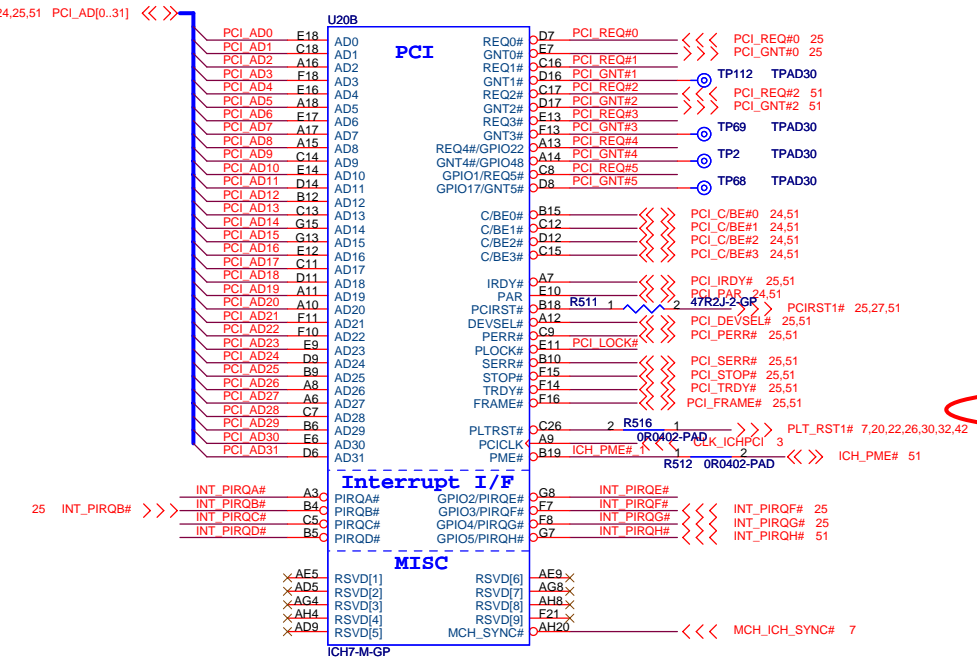 24,25,51 PCI_AD[0..31]
U20B
PCI
PCI_AD0 E18 AD0 REQ0# D7 PCI_REQ#0 PCI_REQ#0 25
PCI_AD1 C18 AD1 GNT0# E7 PCI_GNT#0 25
PCI_AD2 A16 AD2 REQ1# C16 PCI_REQ#1
PCI_AD3 F18 AD3 GNT1# D16 PCI_GNT#1 TP112 TPAD30
PCI_AD4 E16 AD4 REQ2# C17 PCI_REQ#2 PCI_REQ#2 51
PCI_AD5 A18 AD5 GNT2# D17 PCI_GNT#2 PCI_GNT#2 51
PCI_AD6 E17 AD6 REQ3# E13 PCI_REQ#3
PCI_AD7 A17 AD7 GNT3# F13 PCI_GNT#3 TP69 TPAD30
PCI_AD8 A15 AD8 REQ4#/GPIO22 A13 PCI_REQ#4
PCI_AD9 C14 AD9 GNT4#/GPIO48 A14 PCI_GNT#4 TP2 TPAD30
PCI_AD10 E14 AD10 GPIO1/REQ5# C8 PCI_REQ#5
PCI_AD11 D14 AD11 GPIO17/GNT5# D8 PCI_GNT#5 TP68 TPAD30
PCI_AD12 B12 AD12
PCI_AD13 C13 AD13 C/BE0# B15 PCI_C/BE#0 24,51
PCI_AD14 G15 AD14 C/BE1# C12 PCI_C/BE#1 24,51
PCI_AD15 G13 AD15 C/BE2# D12 PCI_C/BE#2 24,51
PCI_AD16 E12 AD16 C/BE3# C15 PCI_C/BE#3 24,51
PCI_AD17 C11 AD17
PCI_AD18 D11 AD18 IRDY# A7 PCI_IRDY# 25,51
PCI_AD19 A11 AD19 PAR E10 PCI_PAR 24,51
PCI_AD20 A10 AD20 PCIRST# B18 R511 1 2 47R2J-2-GP PCIRST1# 25,27,51
PCI_AD21 F11 AD21 DEVSEL# A12 PCI_DEVSEL# 25,51
PCI_AD22 F10 AD22 PERR# C9 PCI_PERR# 25,51
PCI_AD23 E9 AD23 PLOCK# E11 PCI_LOCK#
PCI_AD24 D9 AD24 SERR# B10 PCI_SERR# 25,51
PCI_AD25 B9 AD25 STOP# F15 PCI_STOP# 25,51
PCI_AD26 A8 AD26 TRDY# F14 PCI_TRDY# 25,51
PCI_AD27 A6 AD27 FRAME# F16 PCI_FRAME# 25,51
PCI_AD28 C7 AD28
PCI_AD29 B6 AD29 PLTRST# C26 2 R516 1 0R0402-PAD PLT_RST1# 7,20,22,26,30,32,42
PCI_AD30 E6 AD30 PCICLK A9 CLK_ICHPCI 3
PCI_AD31 D6 AD31 PME# B19 ICH_PME#_1 1 R512 2 0R0402-PAD ICH_PME# 51
Interrupt I/F
INT_PIRQA# A3 PIRQA# GPIO2/PIRQE# G8 INT_PIRQE#
25 INT_PIRQB# INT_PIRQB# B4 PIRQB# GPIO3/PIRQF# F7 INT_PIRQF# INT_PIRQF# 25
INT_PIRQC# C5 PIRQC# GPIO4/PIRQG# F8 INT_PIRQG# INT_PIRQG# 25
INT_PIRQD# B5 PIRQD# GPIO5/PIRQH# G7 INT_PIRQH# INT_PIRQH# 51
MISC
AE5 RSVD[1] RSVD[6] AE9
AD5 RSVD[2] RSVD[7] AG8
AG4 RSVD[3] RSVD[8] AH8
AH4 RSVD[4] RSVD[9] F21
AD9 RSVD[5] MCH_SYNC# AH20 MCH_ICH_SYNC# 7
ICH7-M-GP